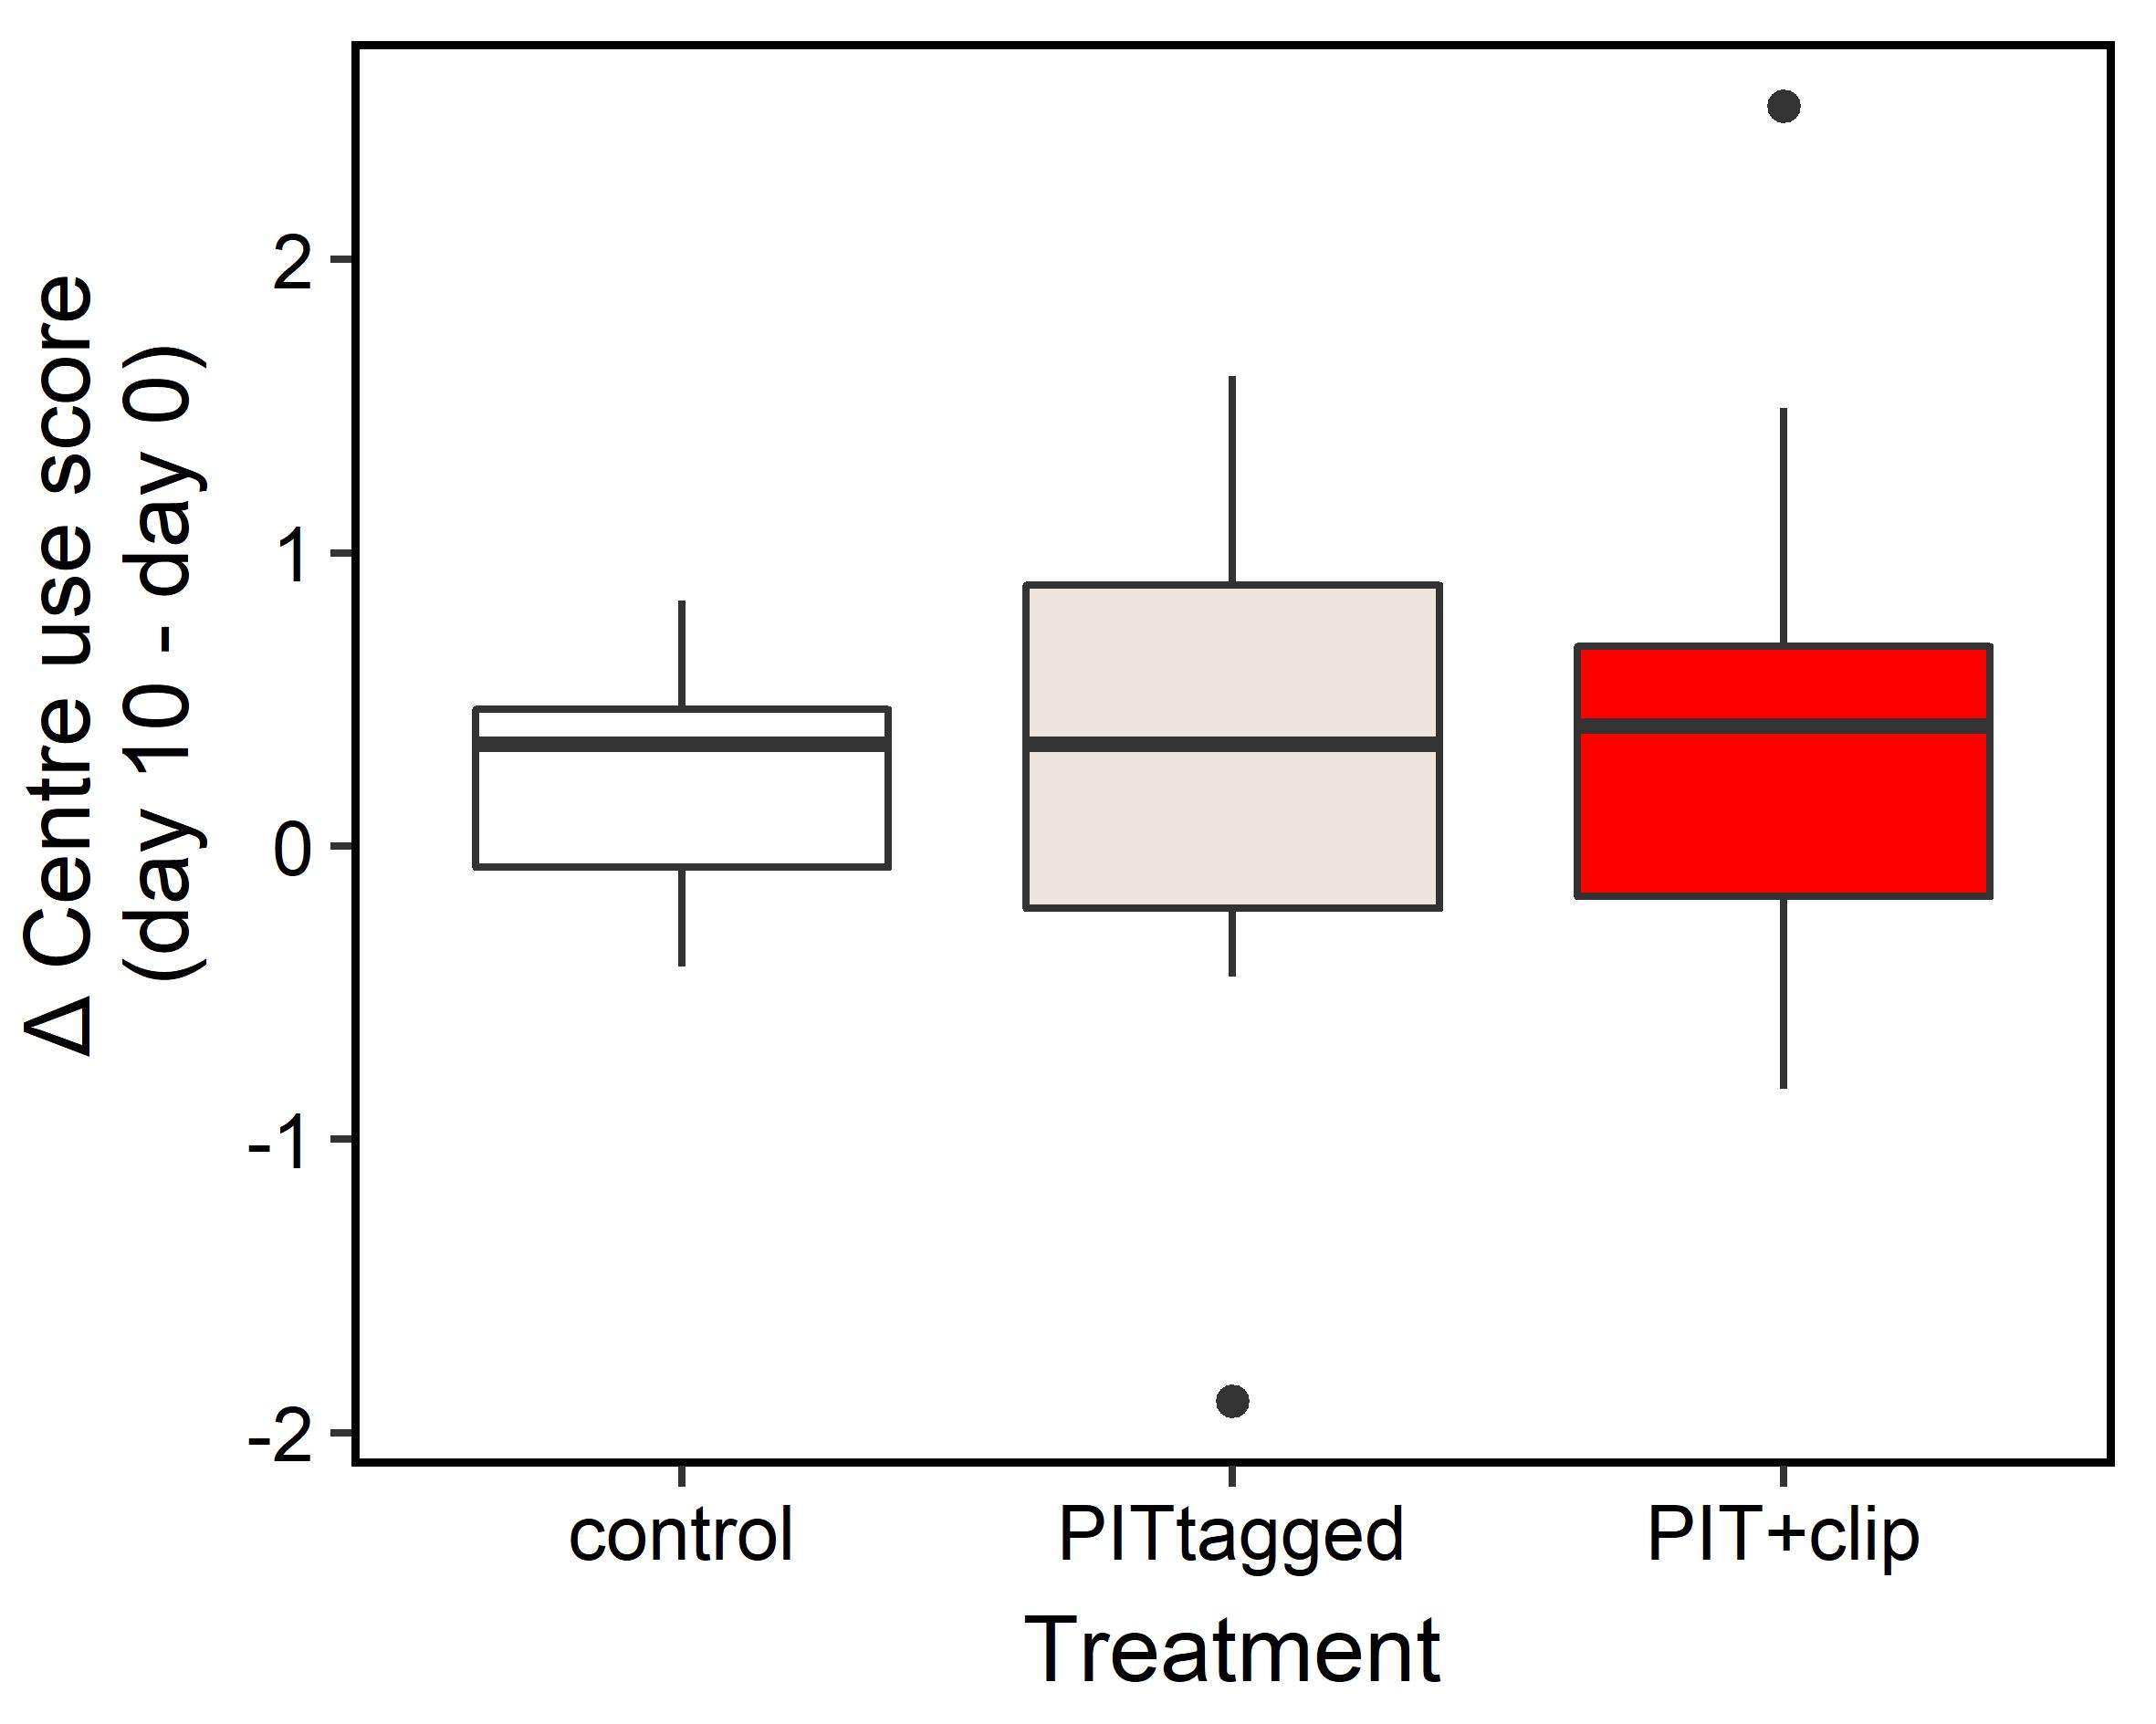 Δ Centre use score
(day 10 - day 0)
2
1
0
-1
-2
control PITtagged PIT+clip
Treatment